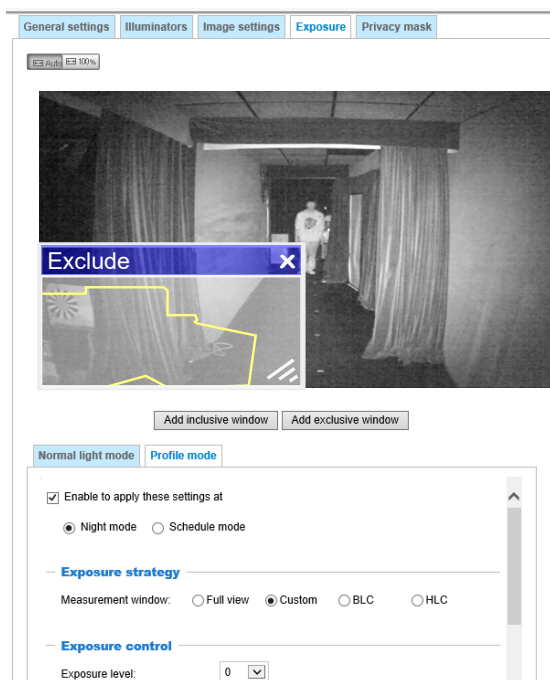 General settings Illuminators Image settings Exposure Privacy mask
Auto 100%
Exclude
Add inclusive window Add exclusive window
Normal light mode Profile mode
Enable to apply these settings at
Night mode Schedule mode
Exposure strategy
Measurement window: Full view Custom BLC HLC
Exposure control
Exposure level: 0